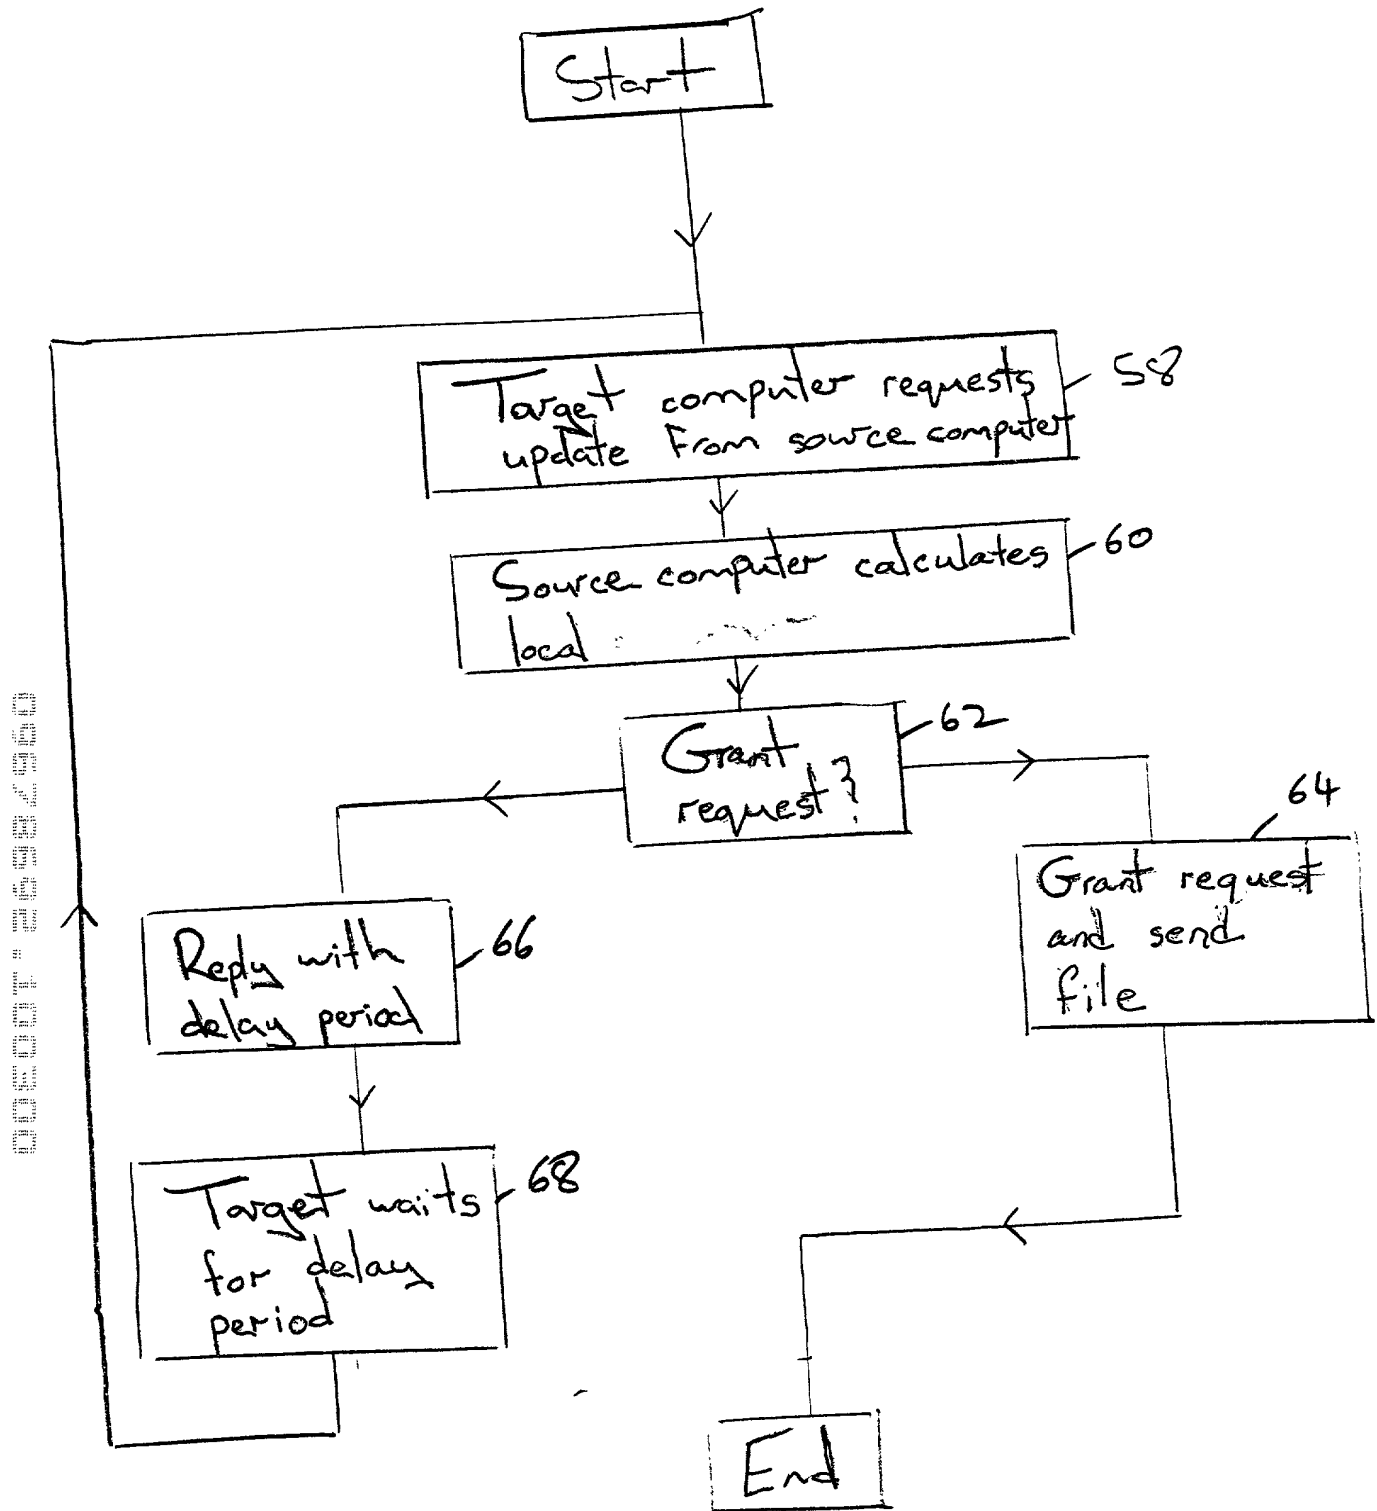 Start
Target computer requests
update from source computer
58
Source computer calculates
local
60
Grant
request?
62
Grant request
and send
file
64
Reply with
delay period
66
Target waits
for delay
period
68
End